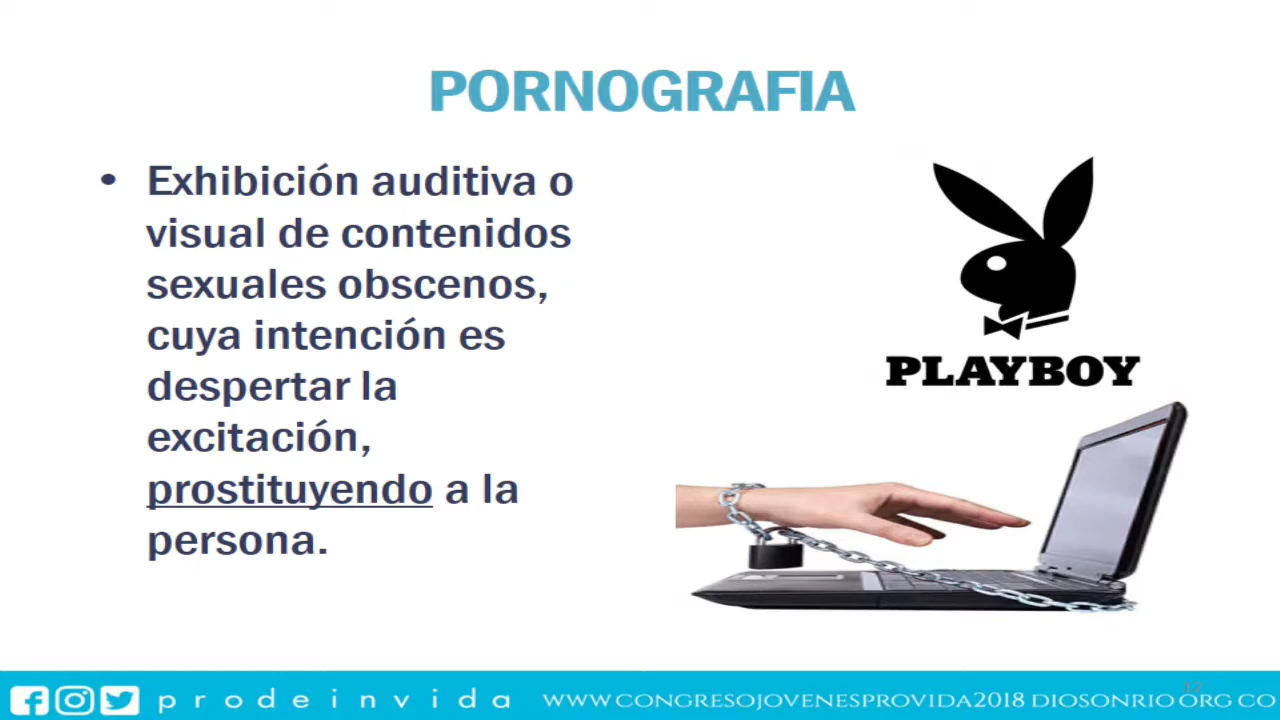 PORNOGRAFIA
• Exhibición auditiva o
visual de contenidos
sexuales obscenos,
cuya intención es
despertar la
excitación,
prostituyendo a la
persona.
PLAYBOY
12
prodeinvida
WWW.CONGRESOJOVENESPROVIDA2018 DIOSONRIO ORG CO